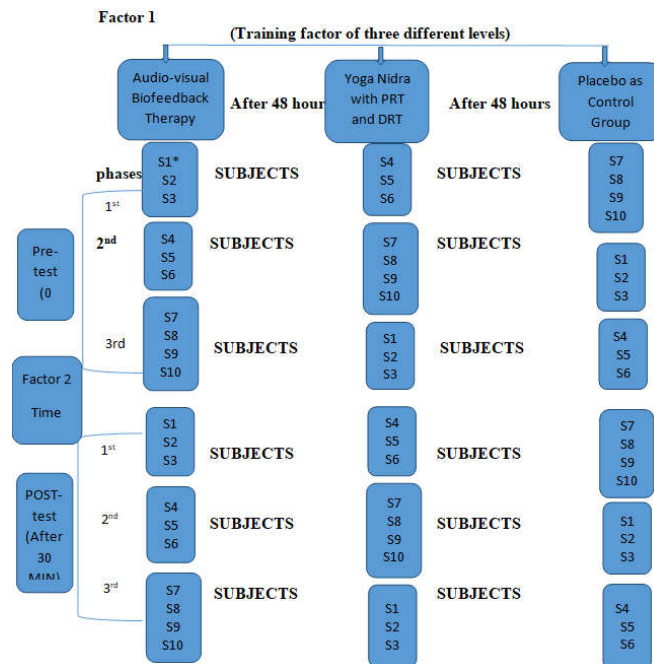 Factor 1
(Training factor of three different levels)
Audio-visual
Biofeedback
Therapy
After 48 hour
Yoga Nidra
with PRT
and DRT
After 48 hours
Placebo as
Control
Group
phases
S1*
S2
S3
SUBJECTS
S4
S5
S6
SUBJECTS
S7
S8
S9
S10
1st
Pre-
test
(0
2nd
S4
S5
S6
SUBJECTS
S7
S8
S9
S10
SUBJECTS
S1
S2
S3
3rd
S7
S8
S9
S10
SUBJECTS
S1
S2
S3
SUBJECTS
S4
S5
S6
Factor 2
Time
1st
S1
S2
S3
SUBJECTS
S4
S5
S6
SUBJECTS
S7
S8
S9
S10
POST-
test
(After
30
MIN)
2nd
S4
S5
S6
SUBJECTS
S7
S8
S9
S10
SUBJECTS
S1
S2
S3
3rd
S7
S8
S9
S10
SUBJECTS
S1
S2
S3
SUBJECTS
S4
S5
S6